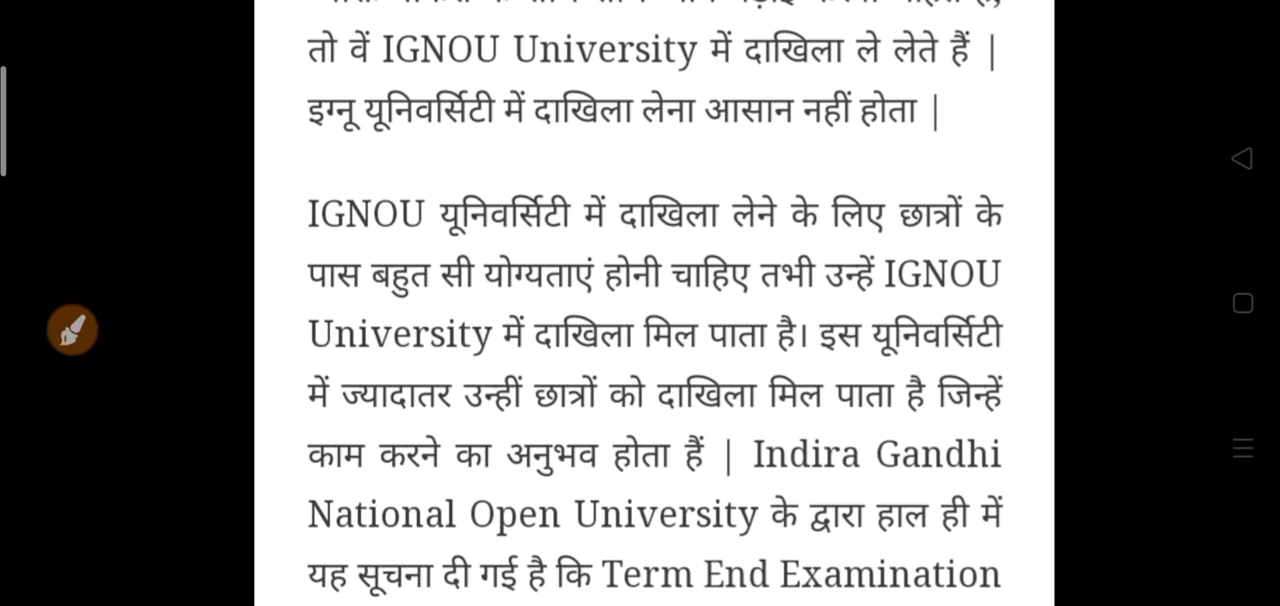 तो वें IGNOU University में दाखिला ले लेते हैं |
इग्नू यूनिवर्सिटी में दाखिला लेना आसान नहीं होता |
IGNOU यूनिवर्सिटी में दाखिला लेने के लिए छात्रों के
पास बहुत सी योग्यताएं होनी चाहिए तभी उन्हें IGNOU
University में दाखिला मिल पाता है। इस यूनिवर्सिटी
में ज्यादातर उन्हीं छात्रों को दाखिला मिल पाता है जिन्हें
काम करने का अनुभव होता हैं | Indira Gandhi
National Open University के द्वारा हाल ही में
यह सूचना दी गई है कि Term End Examination